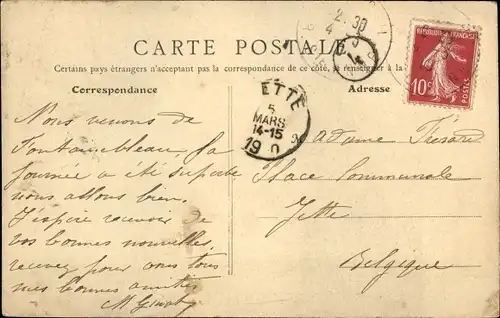 CARTE POSTALE
Certains pays étrangers n'acceptant pas la correspondance de ce côté, se renseigner à la
Correspondance
Adresse
REPUBLIQUE FRANÇAISE
10c
POSTES
2 30
4 3
ETTE
5
MARS
14-15
19 0
Nous venons de
Fontainebleau, la
journée a été superbe
nous allons bien.
J'espère recevoir de
vos bonnes nouvelles,
recevez pour vous tous
nos bonnes amitiés
M
Madame
Place Communale
Jette
Belgique